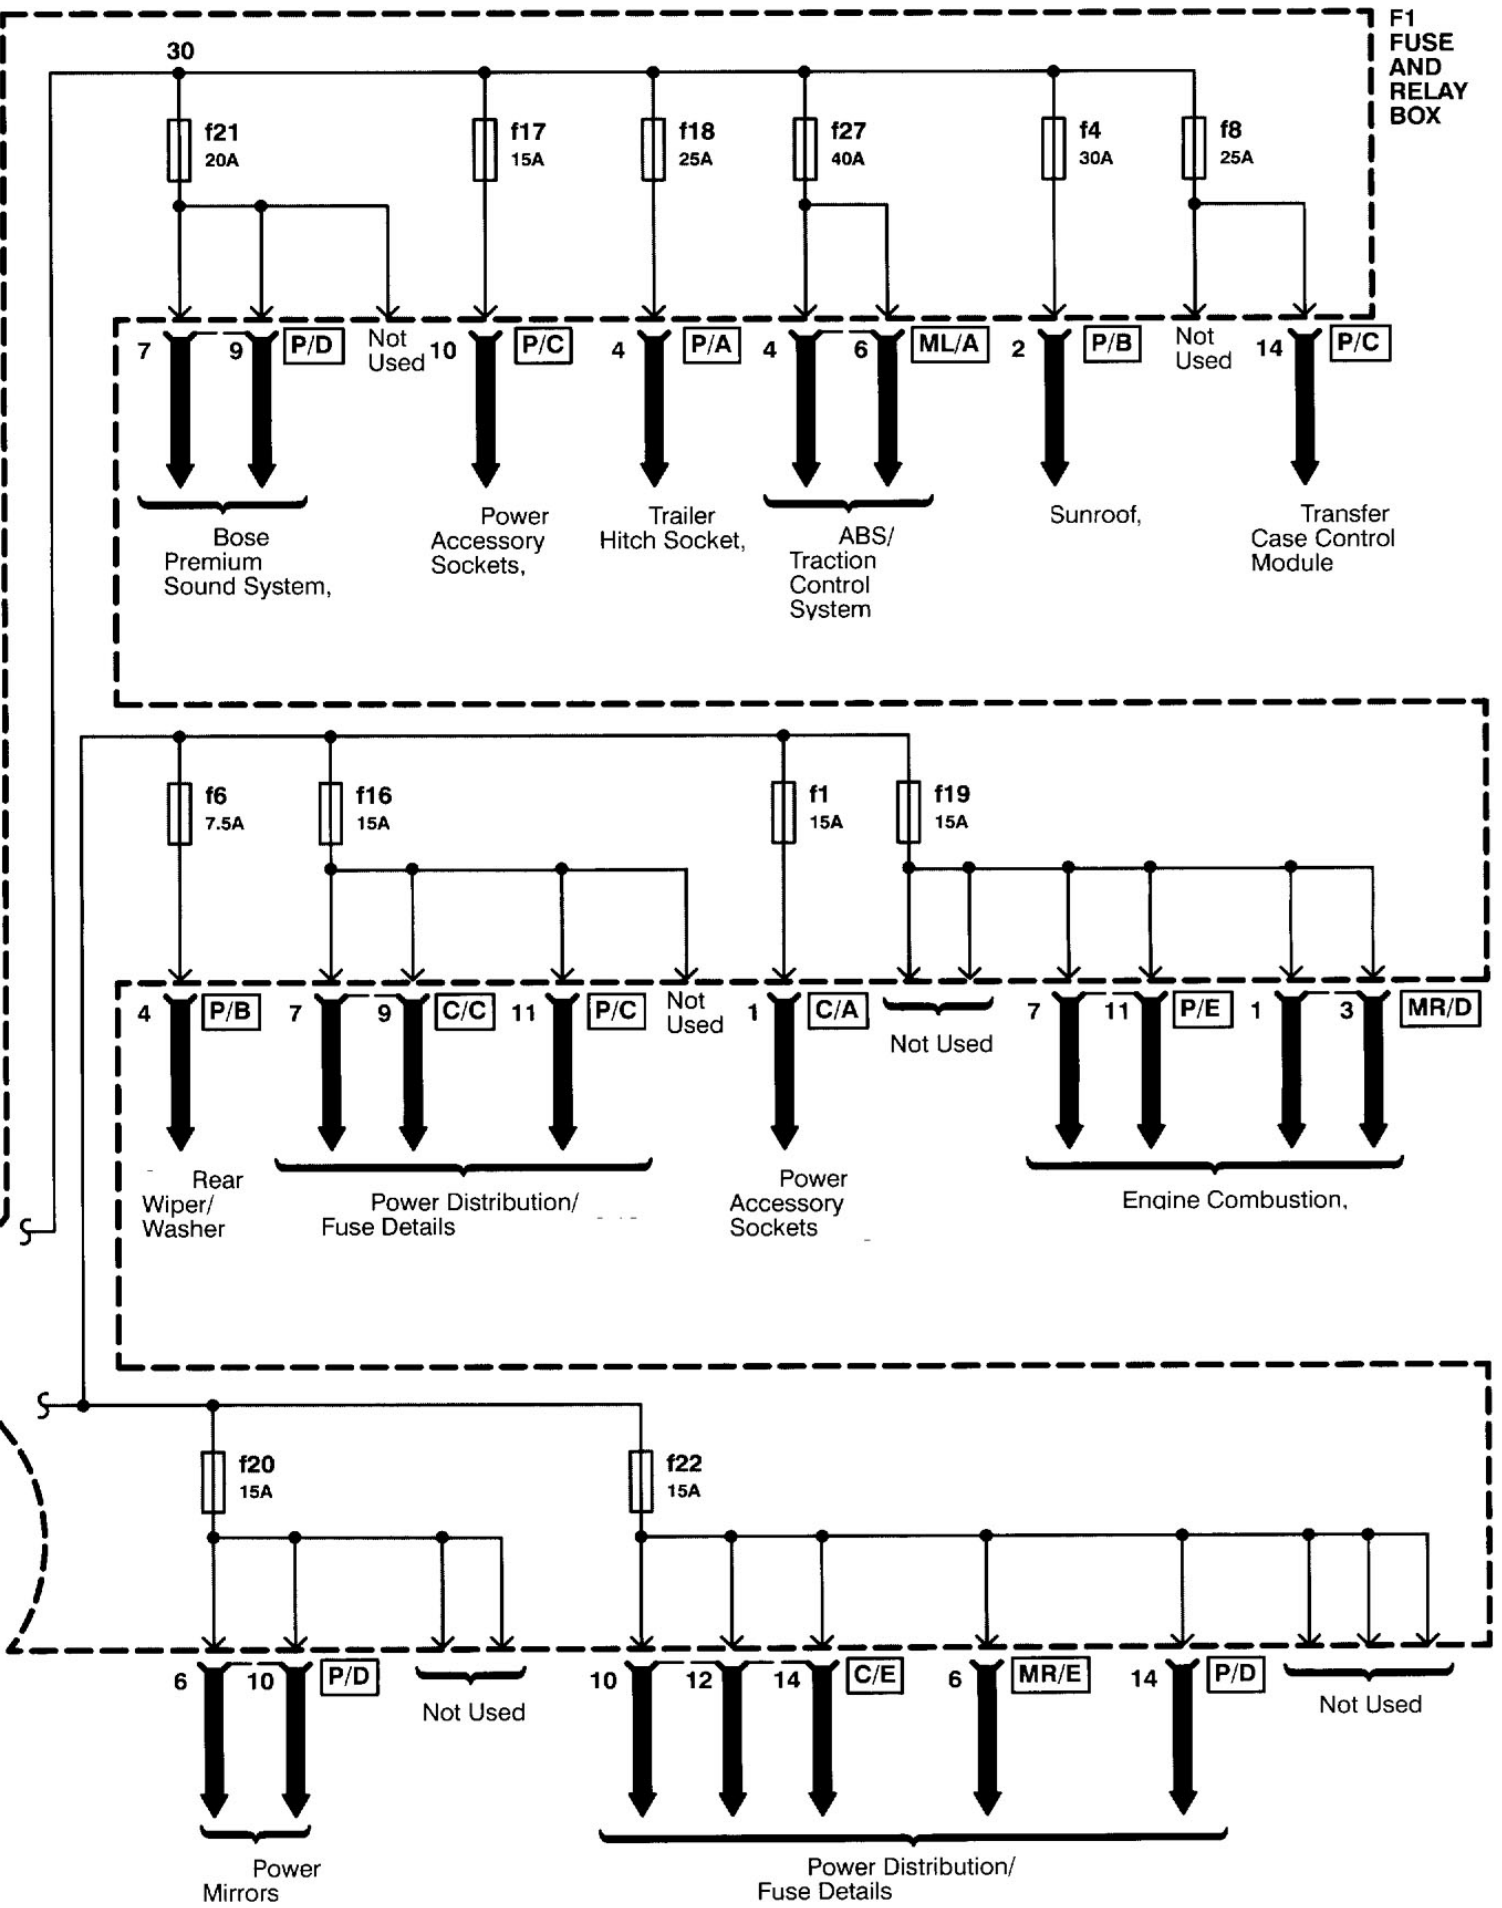 F1
FUSE
AND
RELAY
BOX
30
f21
20A
f17
15A
f18
25A
f27
40A
f4
30A
f8
25A
7
9
P/D
Not
Used
10
P/C
4
P/A
4
6
ML/A
2
P/B
Not
Used
14
P/C
Bose
Premium
Sound System,
Power
Accessory
Sockets,
Trailer
Hitch Socket,
ABS/
Traction
Control
System
Sunroof,
Transfer
Case Control
Module
f6
7.5A
f16
15A
f1
15A
f19
15A
4
P/B
7
9
C/C
11
P/C
Not
Used
1
C/A
Not Used
7
11
P/E
1
3
MR/D
Rear
Wiper/
Washer
Power Distribution/
Fuse Details
Power
Accessory
Sockets
Engine Combustion,
f20
15A
f22
15A
6
10
P/D
Not Used
10
12
14
C/E
6
MR/E
14
P/D
Not Used
Power
Mirrors
Power Distribution/
Fuse Details